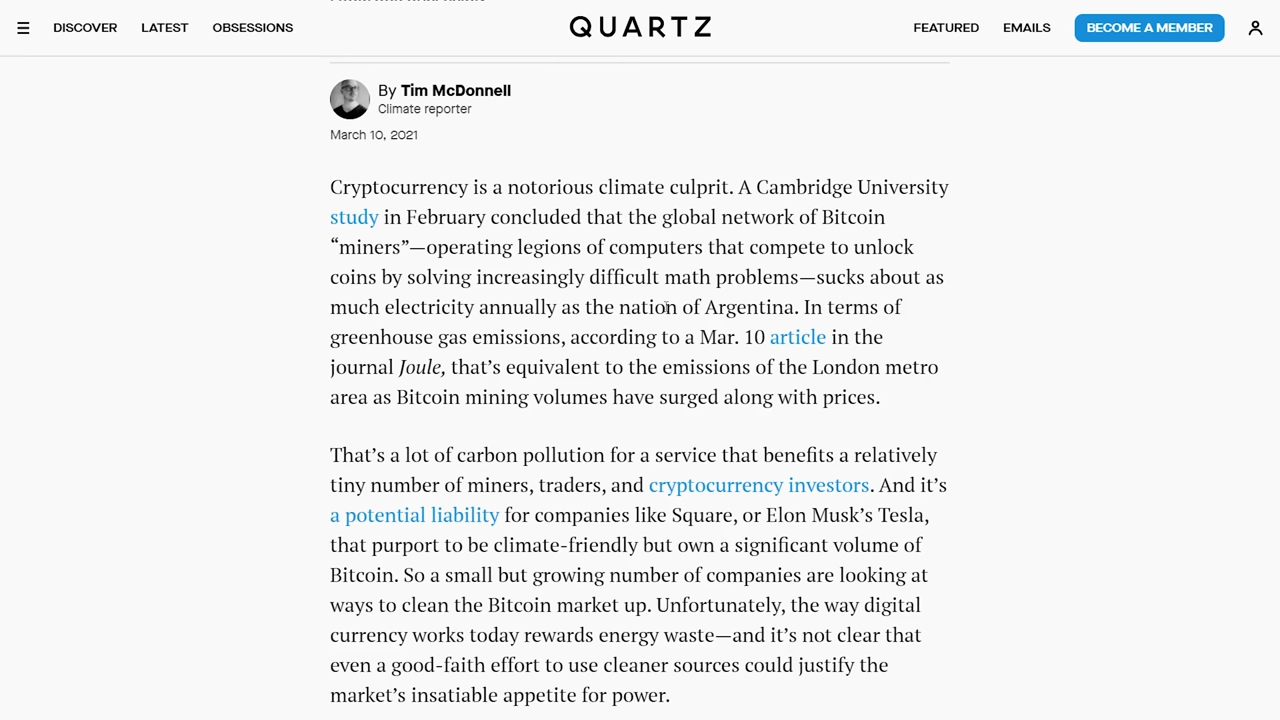 DISCOVER LATEST OBSESSIONS QUARTZ FEATURED EMAILS BECOME A MEMBER
By Tim McDonnell
Climate reporter
March 10, 2021
Cryptocurrency is a notorious climate culprit. A Cambridge University
study in February concluded that the global network of Bitcoin
“miners”—operating legions of computers that compete to unlock
coins by solving increasingly difficult math problems—sucks about as
much electricity annually as the nation of Argentina. In terms of
greenhouse gas emissions, according to a Mar. 10 article in the
journal Joule, that’s equivalent to the emissions of the London metro
area as Bitcoin mining volumes have surged along with prices.
That’s a lot of carbon pollution for a service that benefits a relatively
tiny number of miners, traders, and cryptocurrency investors. And it’s
a potential liability for companies like Square, or Elon Musk’s Tesla,
that purport to be climate-friendly but own a significant volume of
Bitcoin. So a small but growing number of companies are looking at
ways to clean the Bitcoin market up. Unfortunately, the way digital
currency works today rewards energy waste—and it’s not clear that
even a good-faith effort to use cleaner sources could justify the
market’s insatiable appetite for power.